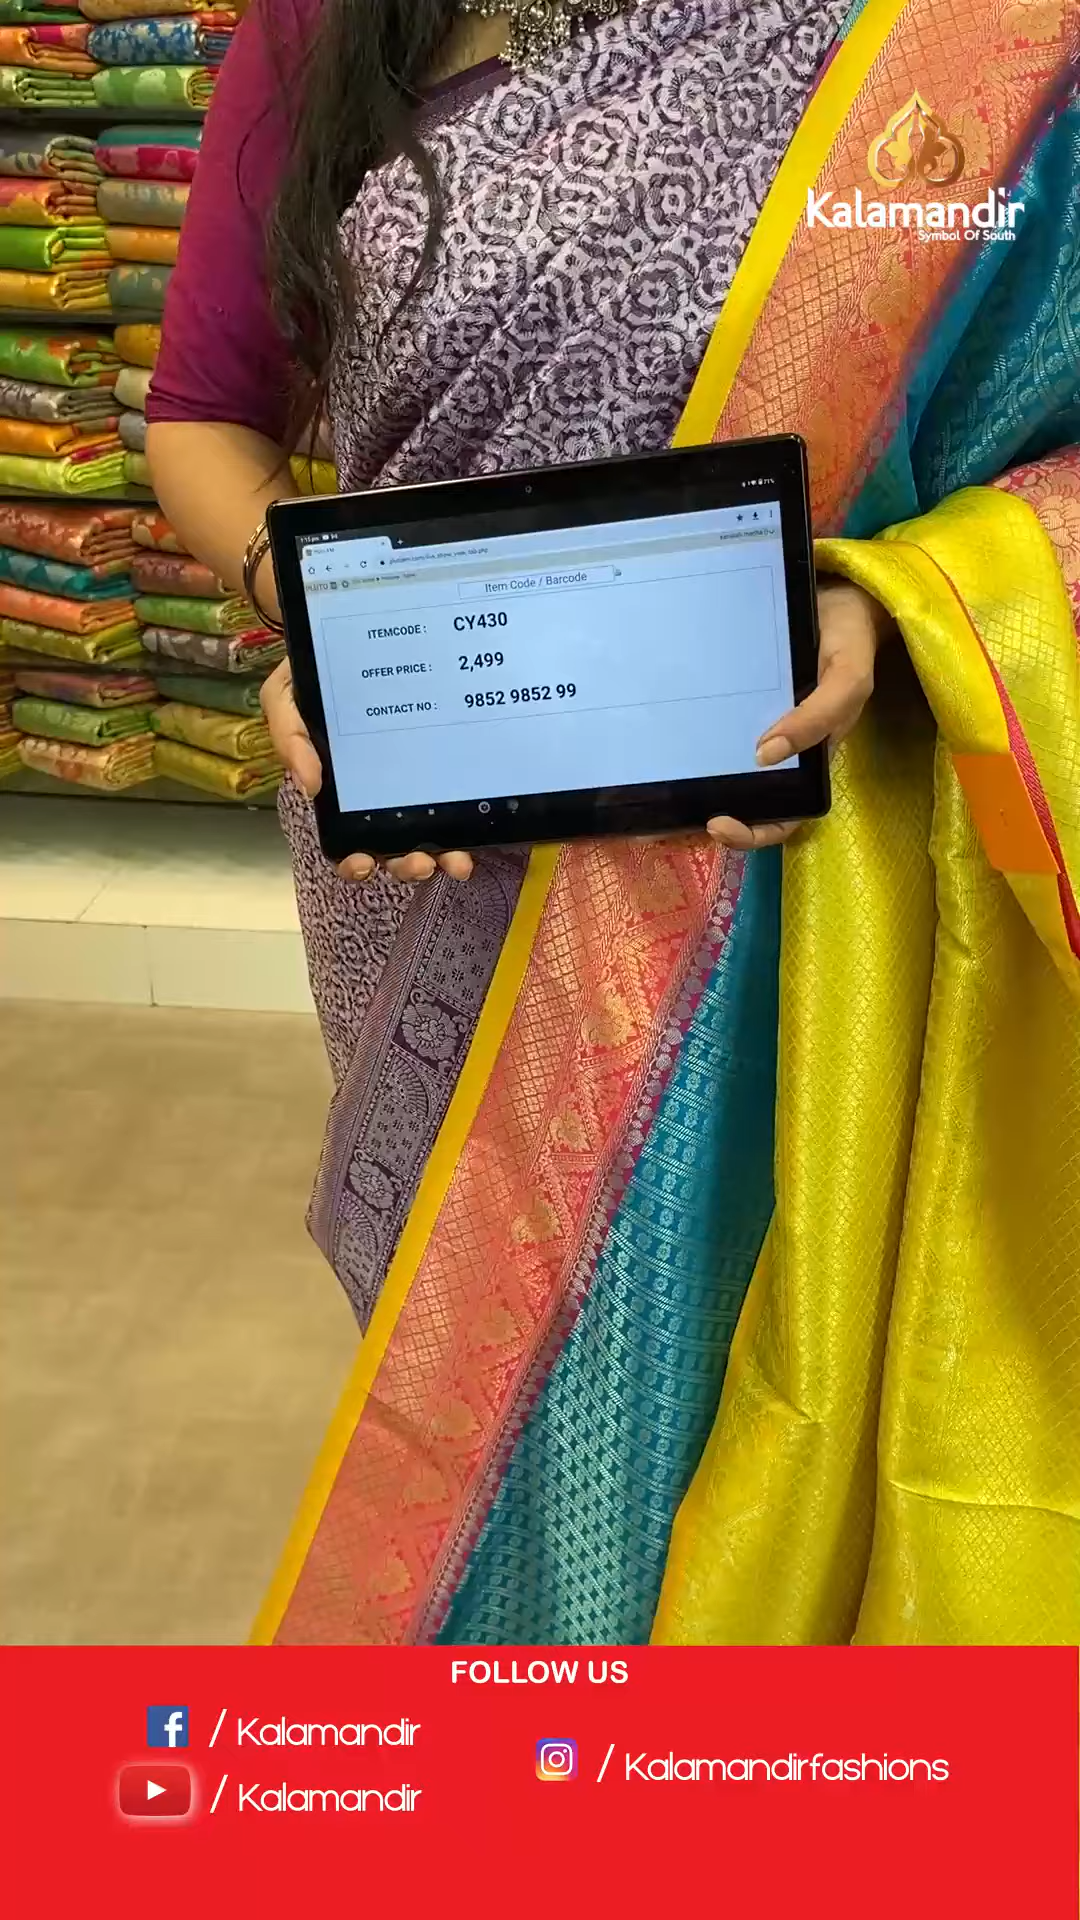 Kalamandir
Symbol Of South
Item Code / Barcode
ITEMCODE : CY430
OFFER PRICE : 2,499
CONTACT NO : 9852 9852 99
FOLLOW US
/ Kalamandir
/ Kalamandirfashions
/ Kalamandir